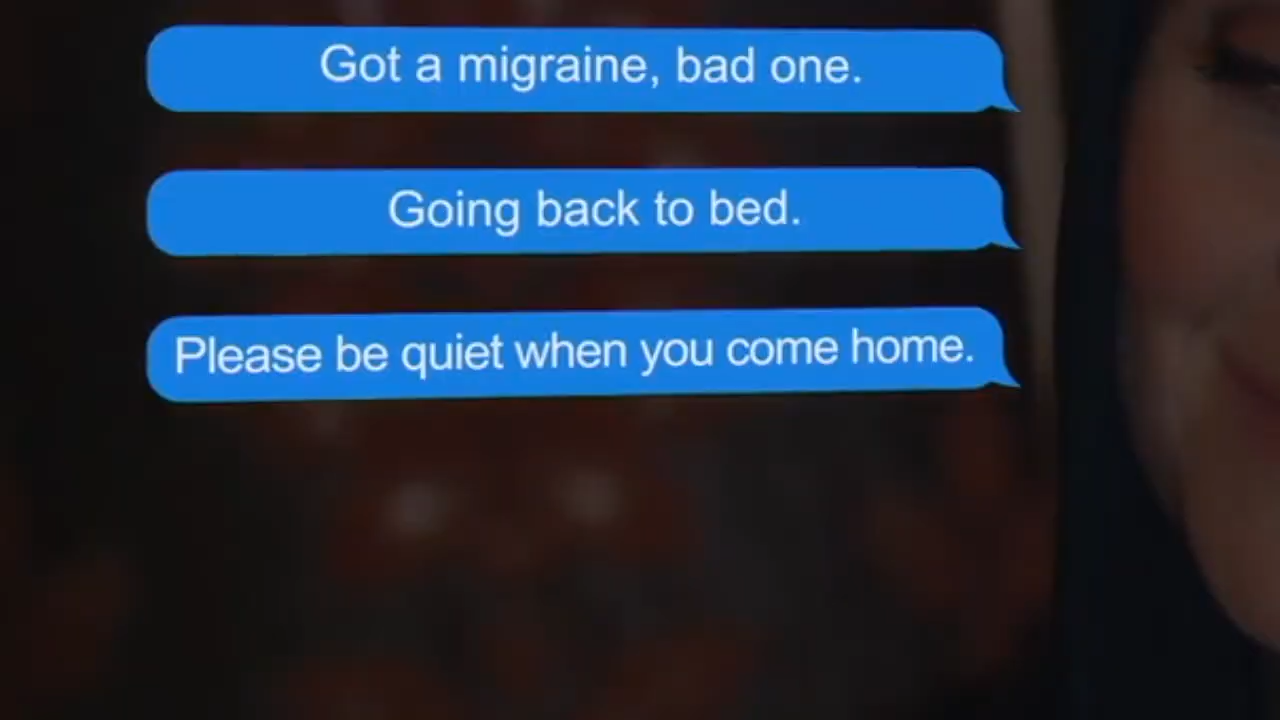 Got a migraine, bad one.
Going back to bed.
Please be quiet when you come home.